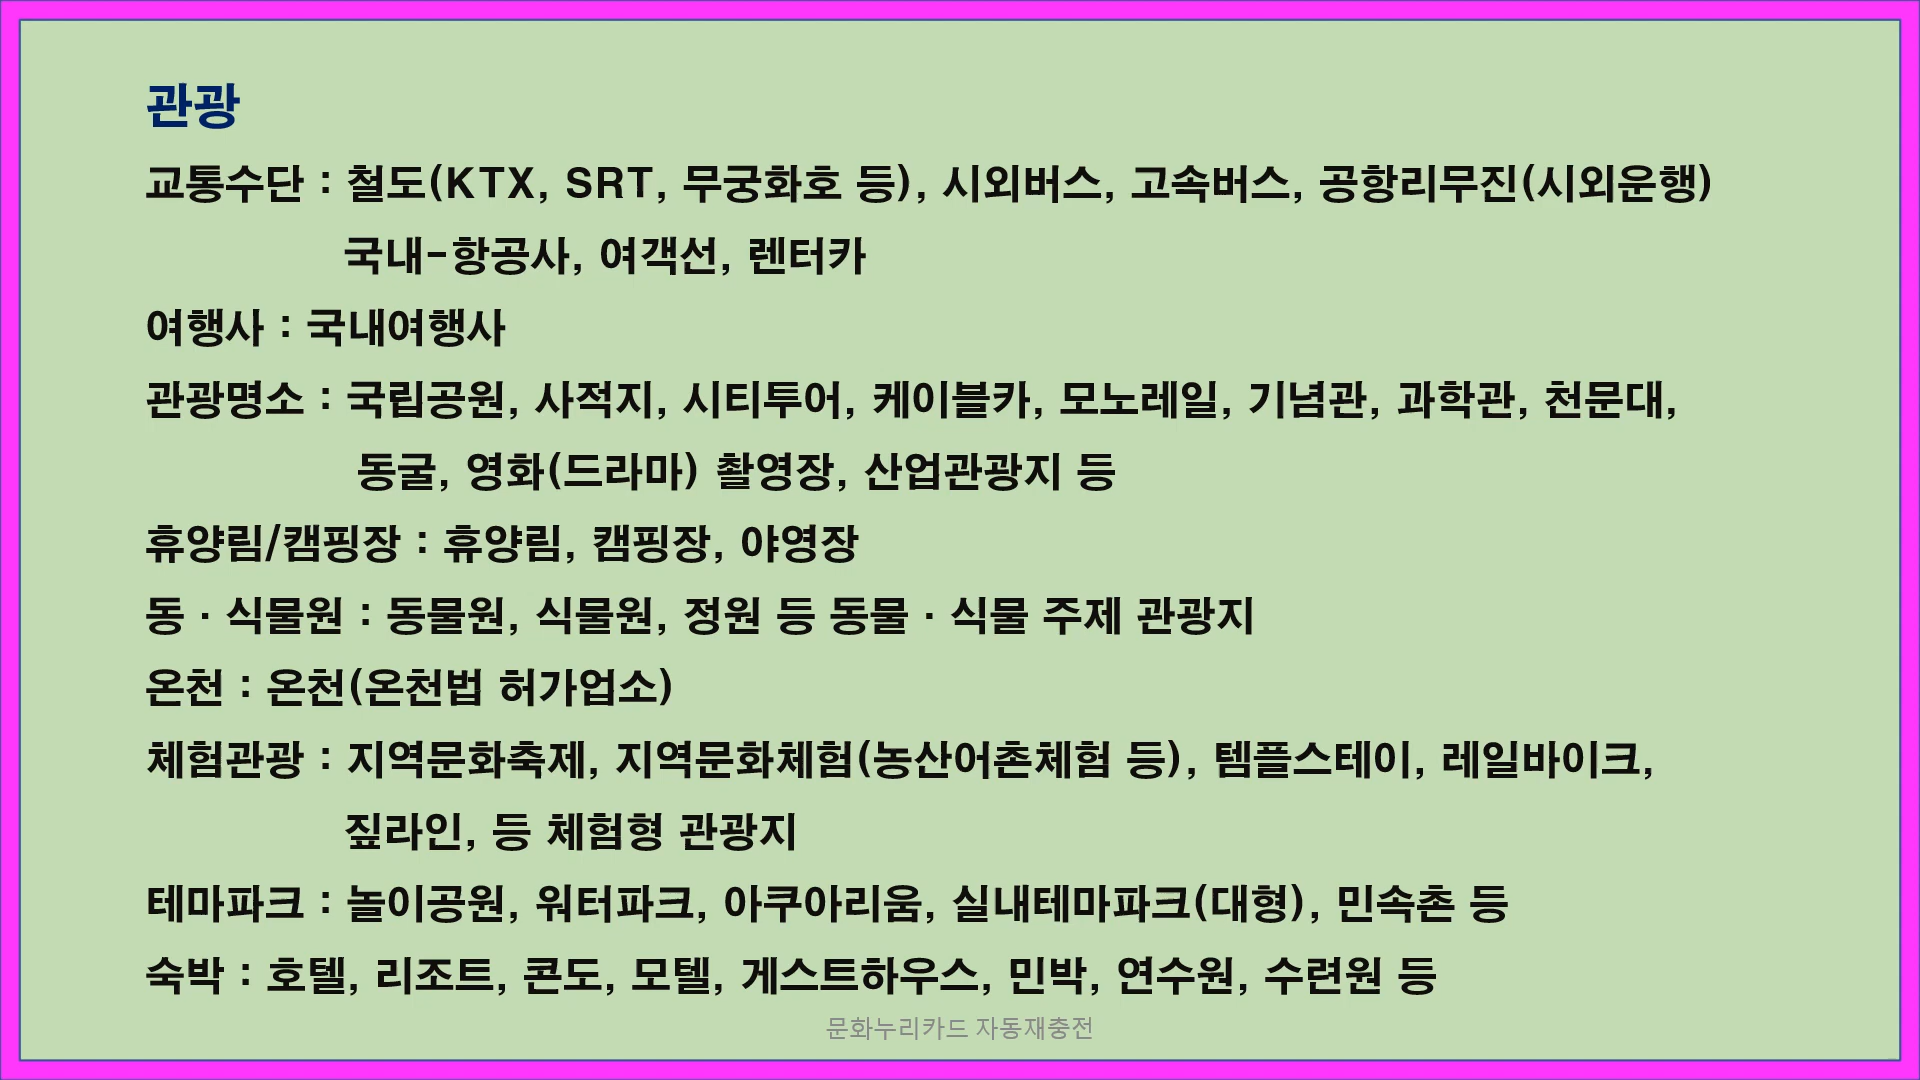 관광
교통수단 : 철도(KTX, SRT, 무궁화호 등), 시외버스, 고속버스, 공항리무진(시외운행)
국내-항공사, 여객선, 렌터카
여행사 : 국내여행사
관광명소 : 국립공원, 사적지, 시티투어, 케이블카, 모노레일, 기념관, 과학관, 천문대,
동굴, 영화(드라마) 촬영장, 산업관광지 등
휴양림/캠핑장 : 휴양림, 캠핑장, 야영장
동 · 식물원 : 동물원, 식물원, 정원 등 동물 · 식물 주제 관광지
온천 : 온천(온천법 허가업소)
체험관광 : 지역문화축제, 지역문화체험(농산어촌체험 등), 템플스테이, 레일바이크,
짚라인, 등 체험형 관광지
테마파크 : 놀이공원, 워터파크, 아쿠아리움, 실내테마파크(대형), 민속촌 등
숙박 : 호텔, 리조트, 콘도, 모텔, 게스트하우스, 민박, 연수원, 수련원 등
문화누리카드 자동재충전